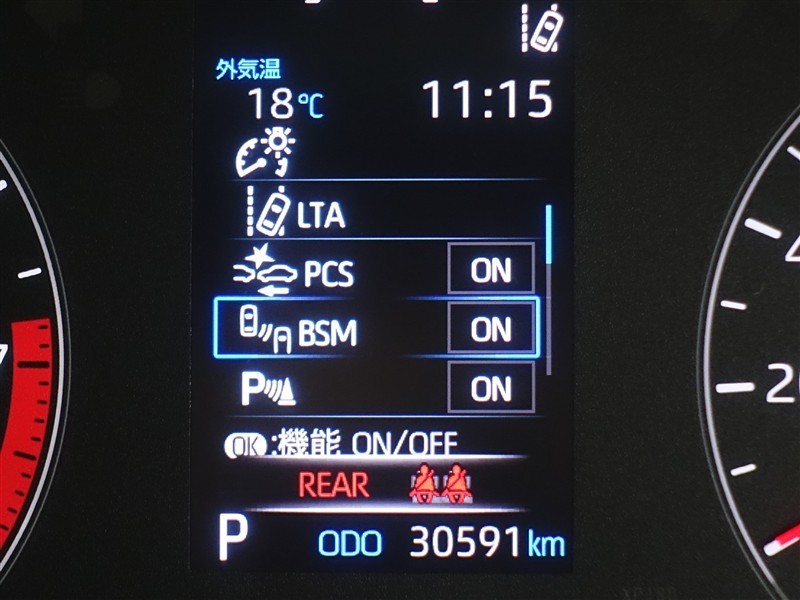 外気温
18℃ 11:15
LTA
PCS ON
BSM ON
P ON
OK:機能 ON/OFF
REAR
P ODO 30591km